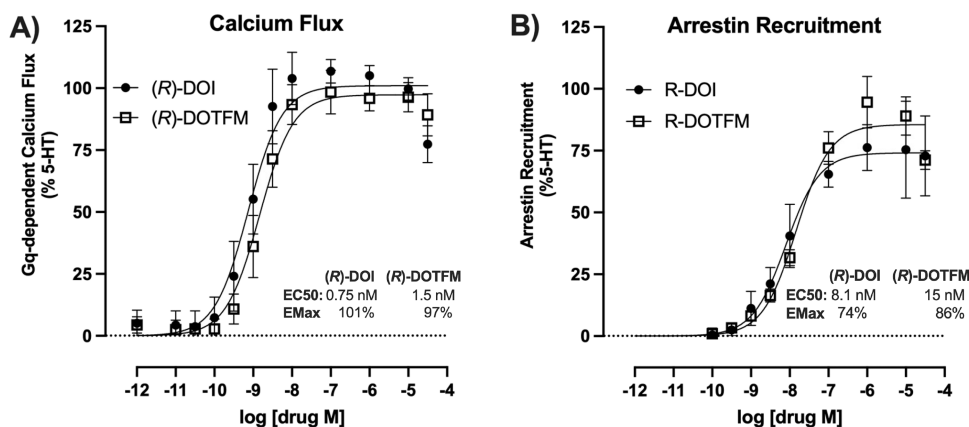 A)
Calcium Flux
Gq-dependent Calcium Flux
(% 5-HT)
125
100
75
50
25
0
(R)-DOI
(R)-DOTFM
(R)-DOI (R)-DOTFM
EC50: 0.75 nM 1.5 nM
EMax 101% 97%
-12 -11 -10 -9 -8 -7 -6 -5 -4
log [drug M]
B)
Arrestin Recruitment
Arrestin Recruitment
(%5-HT)
125
100
75
50
25
0
R-DOI
R-DOTFM
(R)-DOI (R)-DOTFM
EC50: 8.1 nM 15 nM
EMax 74% 86%
-12 -11 -10 -9 -8 -7 -6 -5 -4
log [drug M]